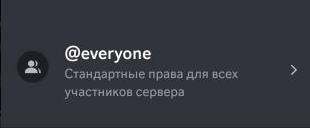 @everyone
Стандартные права для всех
участников сервера